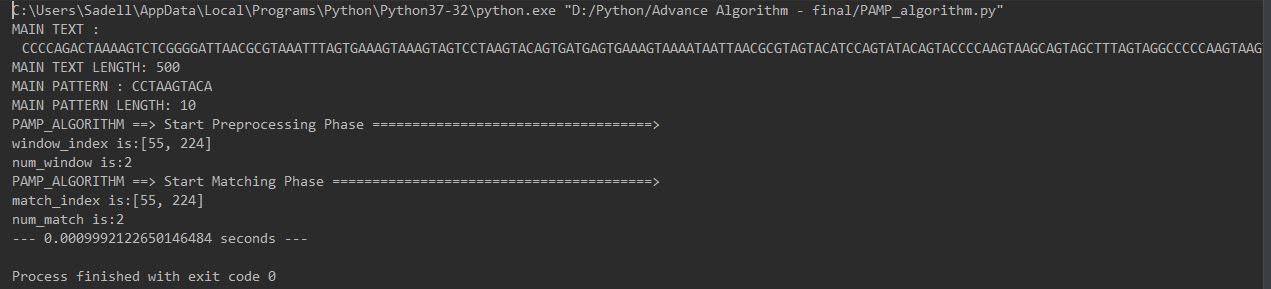 C:\Users\Sadell\AppData\Local\Programs\Python\Python37-32\python.exe "D:/Python/Advance Algorithm - final/PAMP_algorithm.py"
MAIN TEXT :
CCCCAGACTAAAAGTCTCGGGGATTAACGCGTAAATTTAGTGAAAGTAAAGTAGTCCTAAGTACAGTGATGAGTGAAAGTAAAATAATTAACGCGTAGTACATCCAGTATACAGTACCCCAAGTAAGCAGTAGCTTTAGTAGGCCCCCAAGTAAG
MAIN TEXT LENGTH: 500
MAIN PATTERN : CCTAAGTACA
MAIN PATTERN LENGTH: 10
PAMP_ALGORITHM ==> Start Preprocessing Phase ===================================>
window_index is:[55, 224]
num_window is:2
PAMP_ALGORITHM ==> Start Matching Phase ========================================>
match_index is:[55, 224]
num_match is:2
--- 0.0009992122650146484 seconds ---
Process finished with exit code 0